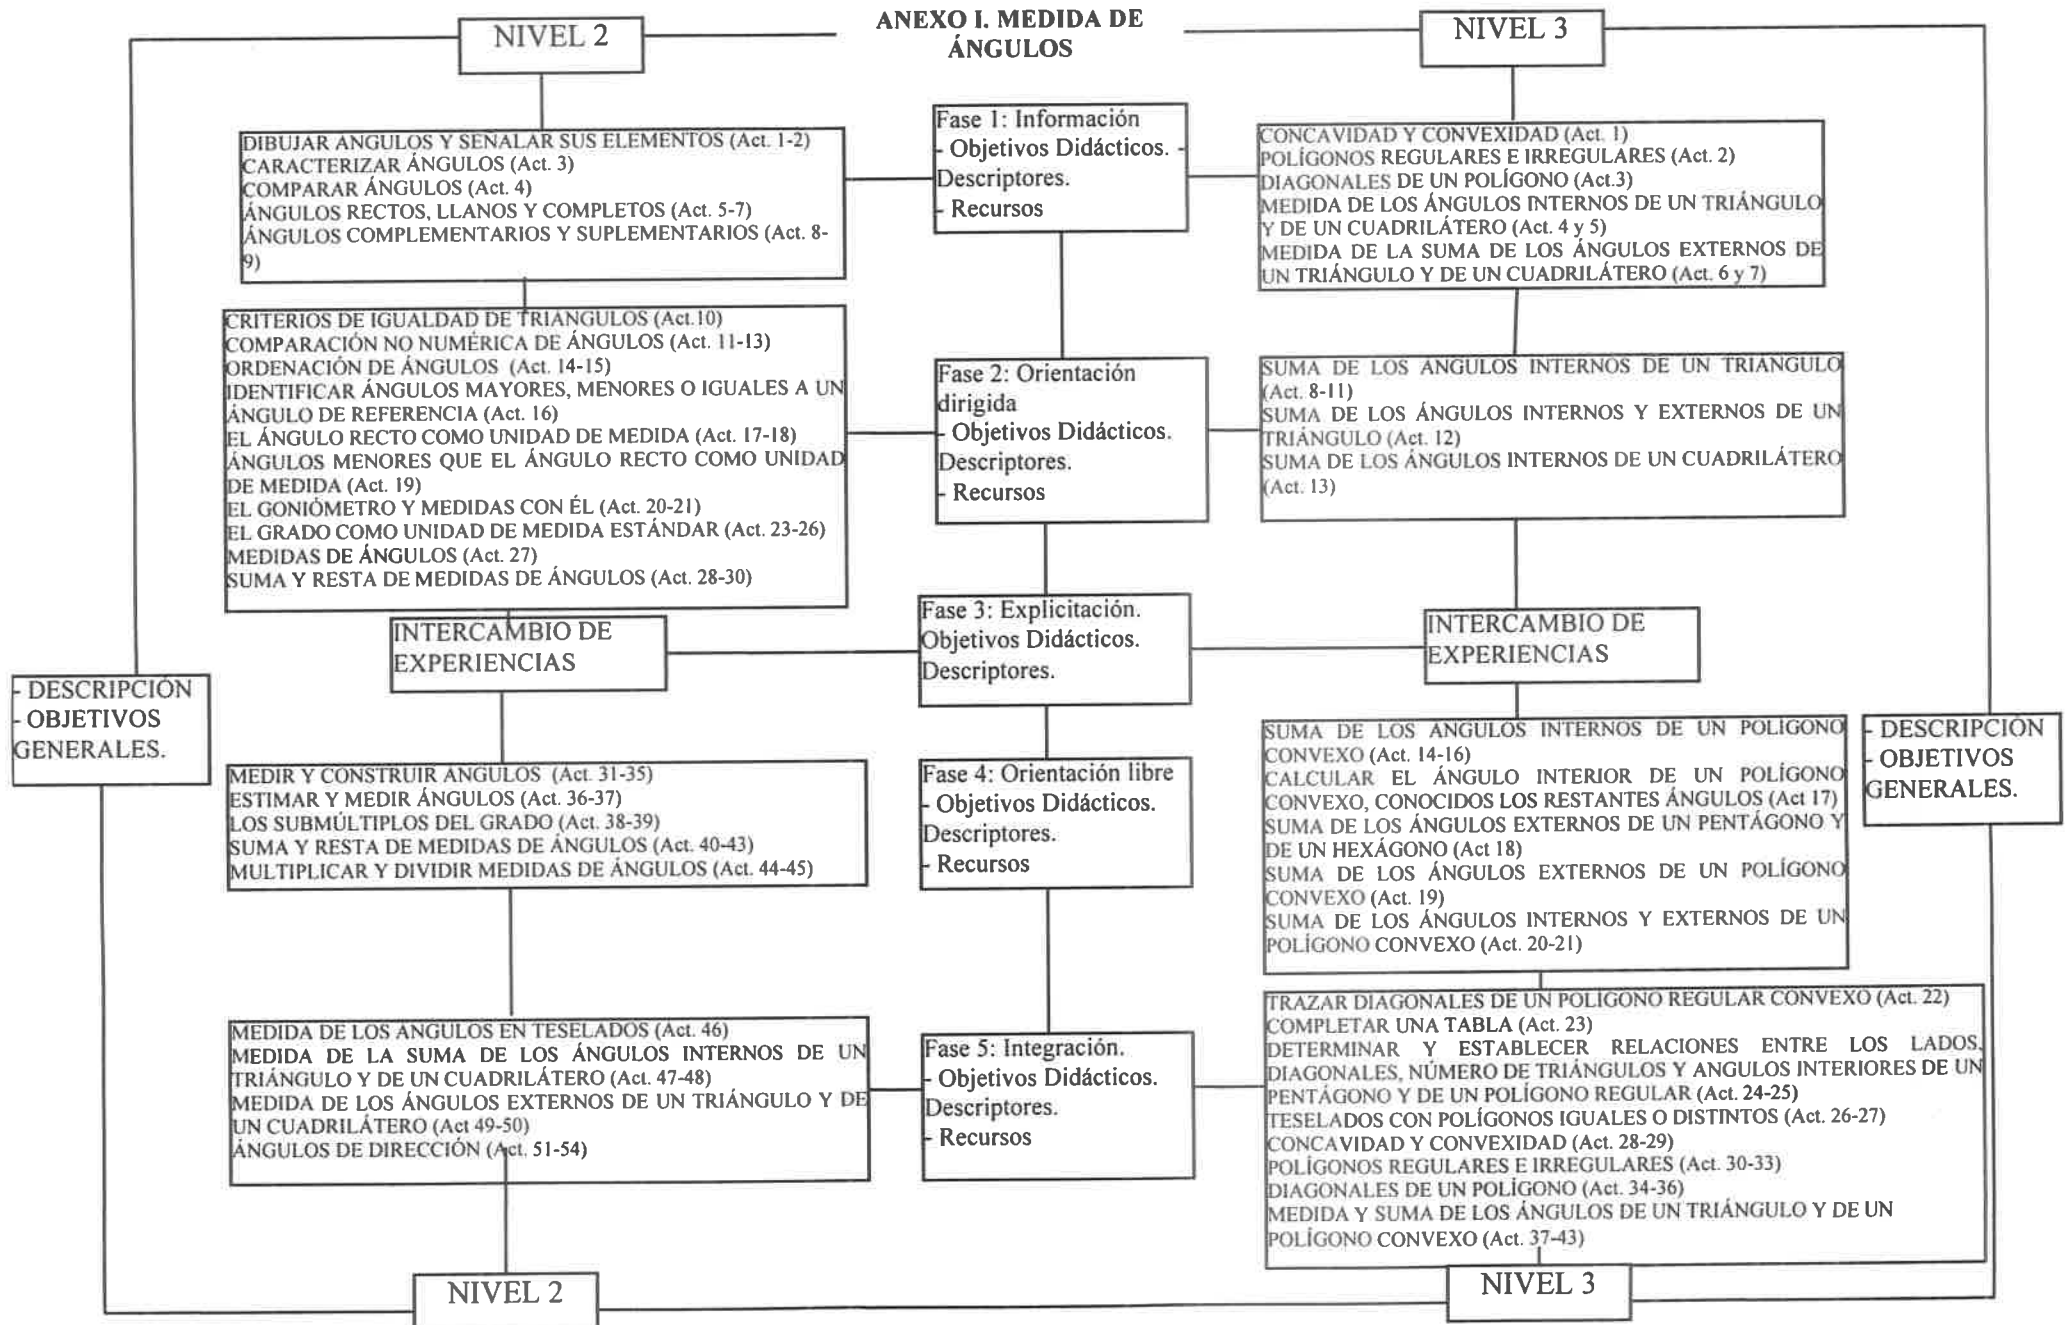 ANEXO I. MEDIDA DE
ÁNGULOS
NIVEL 2
NIVEL 3
DIBUJAR ANGULOS Y SEÑALAR SUS ELEMENTOS (Act. 1-2)
CARACTERIZAR ÁNGULOS (Act. 3)
COMPARAR ÁNGULOS (Act. 4)
ÁNGULOS RECTOS, LLANOS Y COMPLETOS (Act. 5-7)
ÁNGULOS COMPLEMENTARIOS Y SUPLEMENTARIOS (Act. 8-
9)
Fase 1: Información
- Objetivos Didácticos. -
Descriptores.
- Recursos
CONCAVIDAD Y CONVEXIDAD (Act. 1)
POLÍGONOS REGULARES E IRREGULARES (Act. 2)
DIAGONALES DE UN POLÍGONO (Act.3)
MEDIDA DE LOS ÁNGULOS INTERNOS DE UN TRIÁNGULO
Y DE UN CUADRILÁTERO (Act. 4 y 5)
MEDIDA DE LA SUMA DE LOS ÁNGULOS EXTERNOS DE
UN TRIÁNGULO Y DE UN CUADRILÁTERO (Act. 6 y 7)
CRITERIOS DE IGUALDAD DE TRIANGULOS (Act.10)
COMPARACIÓN NO NUMÉRICA DE ÁNGULOS (Act. 11-13)
ORDENACIÓN DE ÁNGULOS (Act. 14-15)
IDENTIFICAR ÁNGULOS MAYORES, MENORES O IGUALES A UN
ÁNGULO DE REFERENCIA (Act. 16)
EL ÁNGULO RECTO COMO UNIDAD DE MEDIDA (Act. 17-18)
ÁNGULOS MENORES QUE EL ÁNGULO RECTO COMO UNIDAD
DE MEDIDA (Act. 19)
EL GONIÓMETRO Y MEDIDAS CON ÉL (Act. 20-21)
EL GRADO COMO UNIDAD DE MEDIDA ESTÁNDAR (Act. 23-26)
MEDIDAS DE ÁNGULOS (Act. 27)
SUMA Y RESTA DE MEDIDAS DE ÁNGULOS (Act. 28-30)
Fase 2: Orientación
dirigida
- Objetivos Didácticos.
Descriptores.
- Recursos
SUMA DE LOS ANGULOS INTERNOS DE UN TRIANGULO
(Act. 8-11)
SUMA DE LOS ÁNGULOS INTERNOS Y EXTERNOS DE UN
TRIÁNGULO (Act. 12)
SUMA DE LOS ÁNGULOS INTERNOS DE UN CUADRILÁTERO
(Act. 13)
INTERCAMBIO DE
EXPERIENCIAS
Fase 3: Explicitación.
Objetivos Didácticos.
Descriptores.
INTERCAMBIO DE
EXPERIENCIAS
- DESCRIPCIÓN
- OBJETIVOS
GENERALES.
MEDIR Y CONSTRUIR ANGULOS (Act. 31-35)
ESTIMAR Y MEDIR ÁNGULOS (Act. 36-37)
LOS SUBMÚLTIPLOS DEL GRADO (Act. 38-39)
SUMA Y RESTA DE MEDIDAS DE ÁNGULOS (Act. 40-43)
MULTIPLICAR Y DIVIDIR MEDIDAS DE ÁNGULOS (Act. 44-45)
Fase 4: Orientación libre
- Objetivos Didácticos.
Descriptores.
- Recursos
SUMA DE LOS ANGULOS INTERNOS DE UN POLÍGONO
CONVEXO (Act. 14-16)
CALCULAR EL ÁNGULO INTERIOR DE UN POLÍGONO
CONVEXO, CONOCIDOS LOS RESTANTES ÁNGULOS (Act 17)
SUMA DE LOS ÁNGULOS EXTERNOS DE UN PENTÁGONO Y
DE UN HEXÁGONO (Act 18)
SUMA DE LOS ÁNGULOS EXTERNOS DE UN POLÍGONO
CONVEXO (Act. 19)
SUMA DE LOS ÁNGULOS INTERNOS Y EXTERNOS DE UN
POLÍGONO CONVEXO (Act. 20-21)
- DESCRIPCIÓN
- OBJETIVOS
GENERALES.
MEDIDA DE LOS ANGULOS EN TESELADOS (Act. 46)
MEDIDA DE LA SUMA DE LOS ÁNGULOS INTERNOS DE UN
TRIÁNGULO Y DE UN CUADRILÁTERO (Act. 47-48)
MEDIDA DE LOS ÁNGULOS EXTERNOS DE UN TRIÁNGULO Y DE
UN CUADRILÁTERO (Act 49-50)
ÁNGULOS DE DIRECCIÓN (Act. 51-54)
Fase 5: Integración.
- Objetivos Didácticos.
Descriptores.
- Recursos
TRAZAR DIAGONALES DE UN POLÍGONO REGULAR CONVEXO (Act. 22)
COMPLETAR UNA TABLA (Act. 23)
DETERMINAR Y ESTABLECER RELACIONES ENTRE LOS LADOS,
DIAGONALES, NÚMERO DE TRIÁNGULOS Y ANGULOS INTERIORES DE UN
PENTÁGONO Y DE UN POLÍGONO REGULAR (Act. 24-25)
TESELADOS CON POLÍGONOS IGUALES O DISTINTOS (Act. 26-27)
CONCAVIDAD Y CONVEXIDAD (Act. 28-29)
POLÍGONOS REGULARES E IRREGULARES (Act. 30-33)
DIAGONALES DE UN POLÍGONO (Act. 34-36)
MEDIDA Y SUMA DE LOS ÁNGULOS DE UN TRIÁNGULO Y DE UN
POLÍGONO CONVEXO (Act. 37-43)
NIVEL 2
NIVEL 3